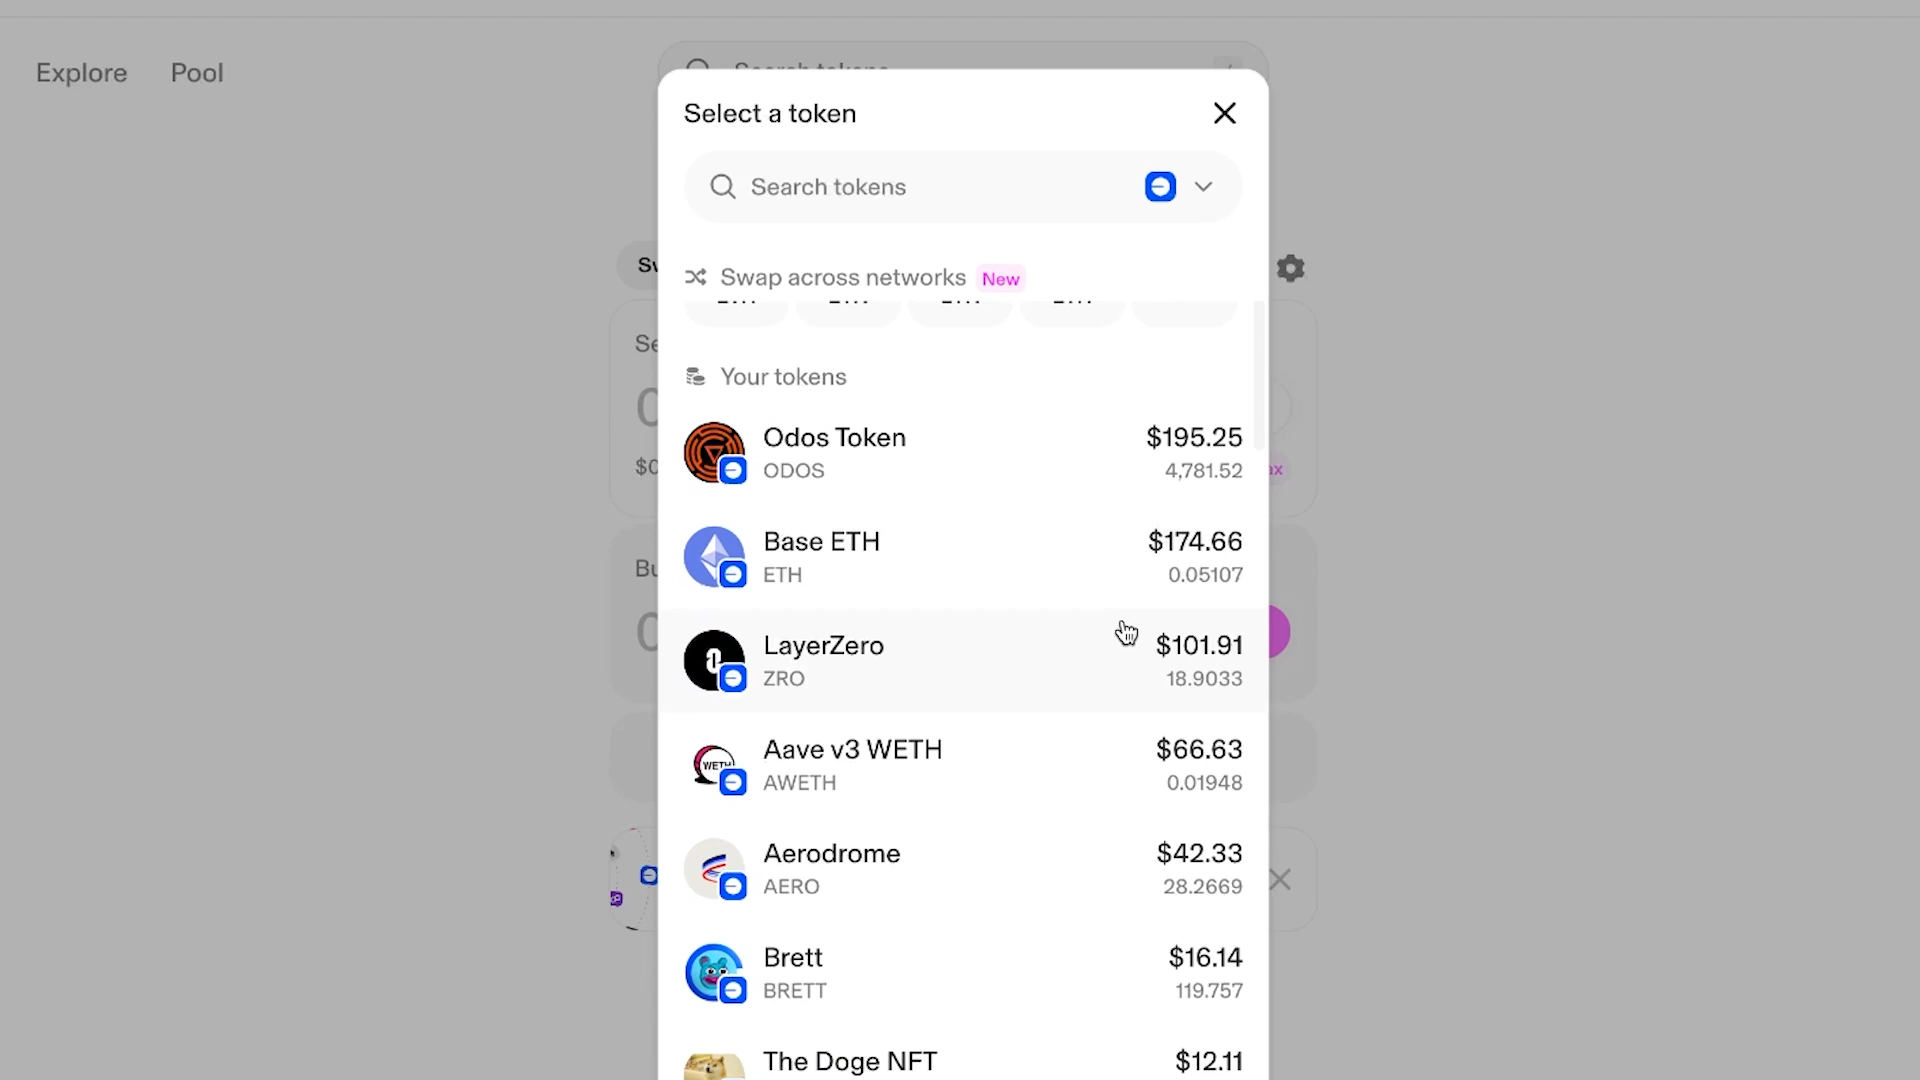 Explore Pool
Select a token
Search tokens
Swap across networks New
Your tokens
Odos Token $195.25
ODOS 4,781.52
Base ETH $174.66
ETH 0.05107
LayerZero $101.91
ZRO 18.9033
Aave v3 WETH $66.63
AWETH 0.01948
Aerodrome $42.33
AERO 28.2669
Brett $16.14
BRETT 119.757
The Doge NFT $12.11